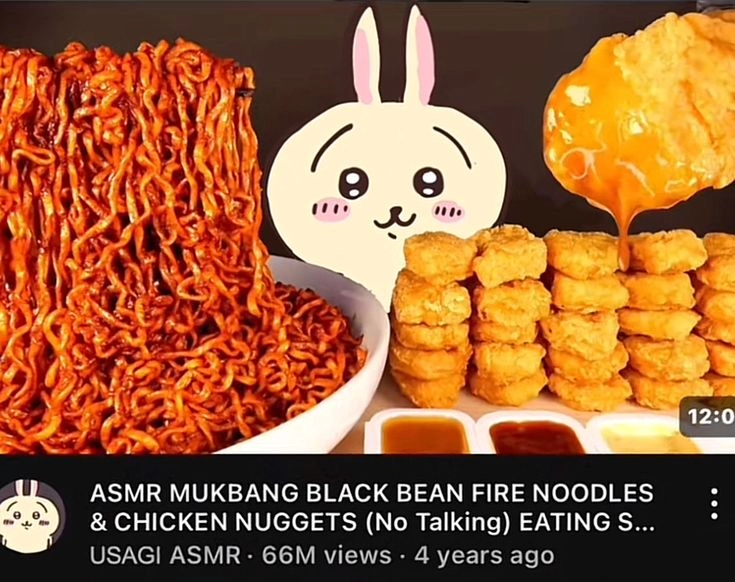 12:0
ASMR MUKBANG BLACK BEAN FIRE NOODLES
& CHICKEN NUGGETS (No Talking) EATING S...
USAGI ASMR · 66M views · 4 years ago